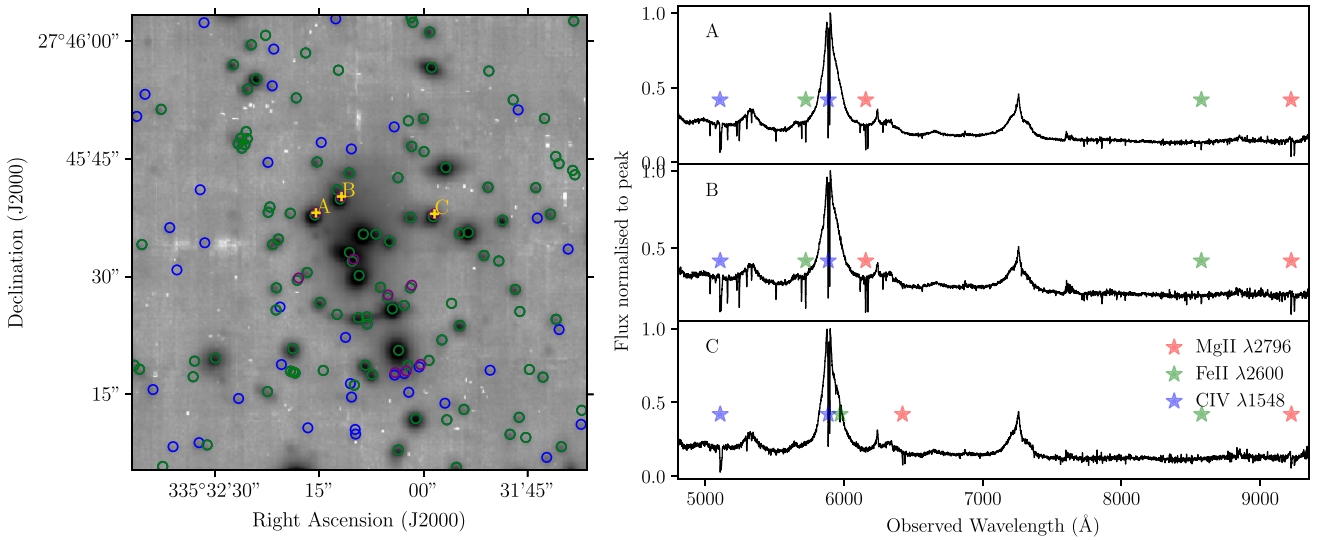 27°46'00"
45'45"
30"
15"
335°32'30"
15"
00"
31'45"
Right Ascension (J2000)
Declination (J2000)
A
B
C
Flux normalised to peak
1.0
0.5
0.0
A
1.0
0.5
B
1.0
0.5
0.0
C
MgII λ2796
FeII λ2600
CIV λ1548
5000
6000
7000
8000
9000
Observed Wavelength (Å)